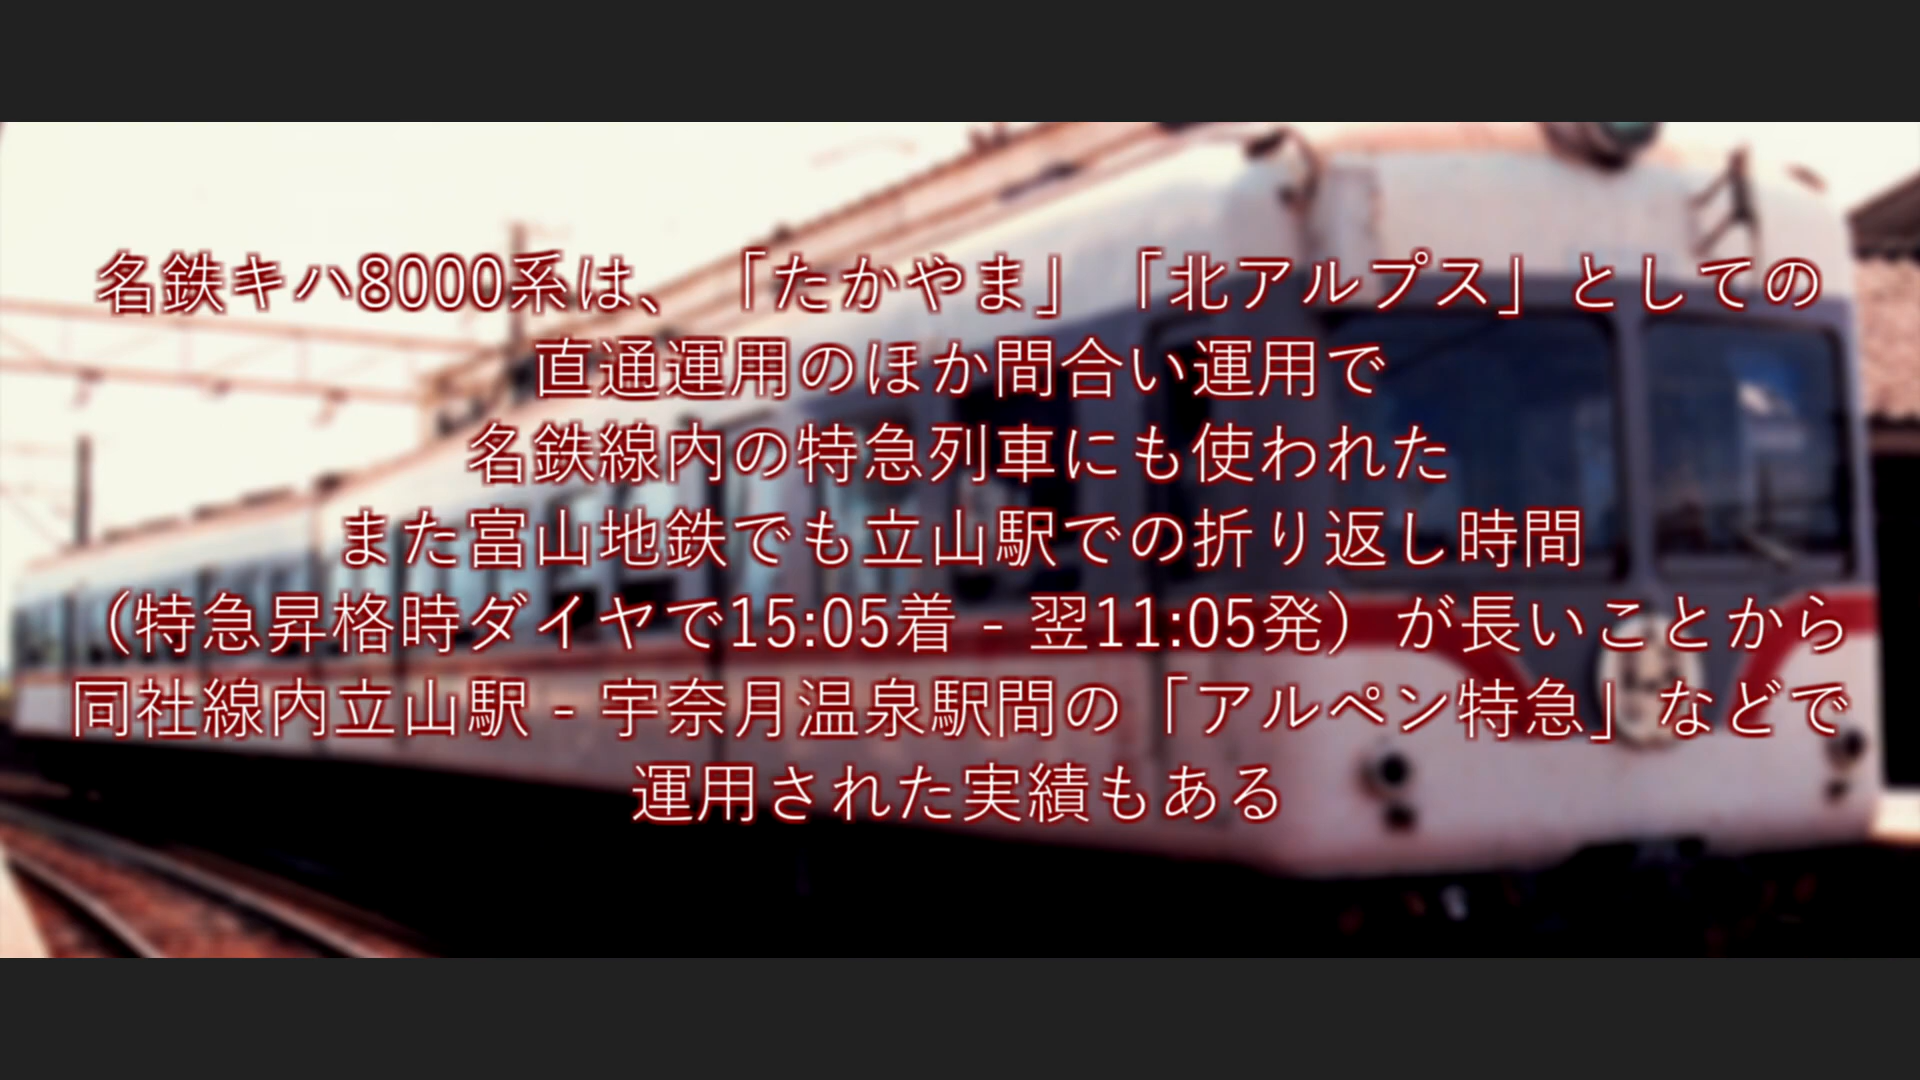 名鉄キハ8000系は、「たかやま」「北アルプス」としての
直通運用のほか間合い運用で
名鉄線内の特急列車にも使われた
また富山地鉄でも立山駅での折り返し時間
（特急昇格時ダイヤで15:05着 - 翌11:05発）が長いことから
同社線内立山駅 - 宇奈月温泉駅間の「アルペン特急」などで
運用された実績もある